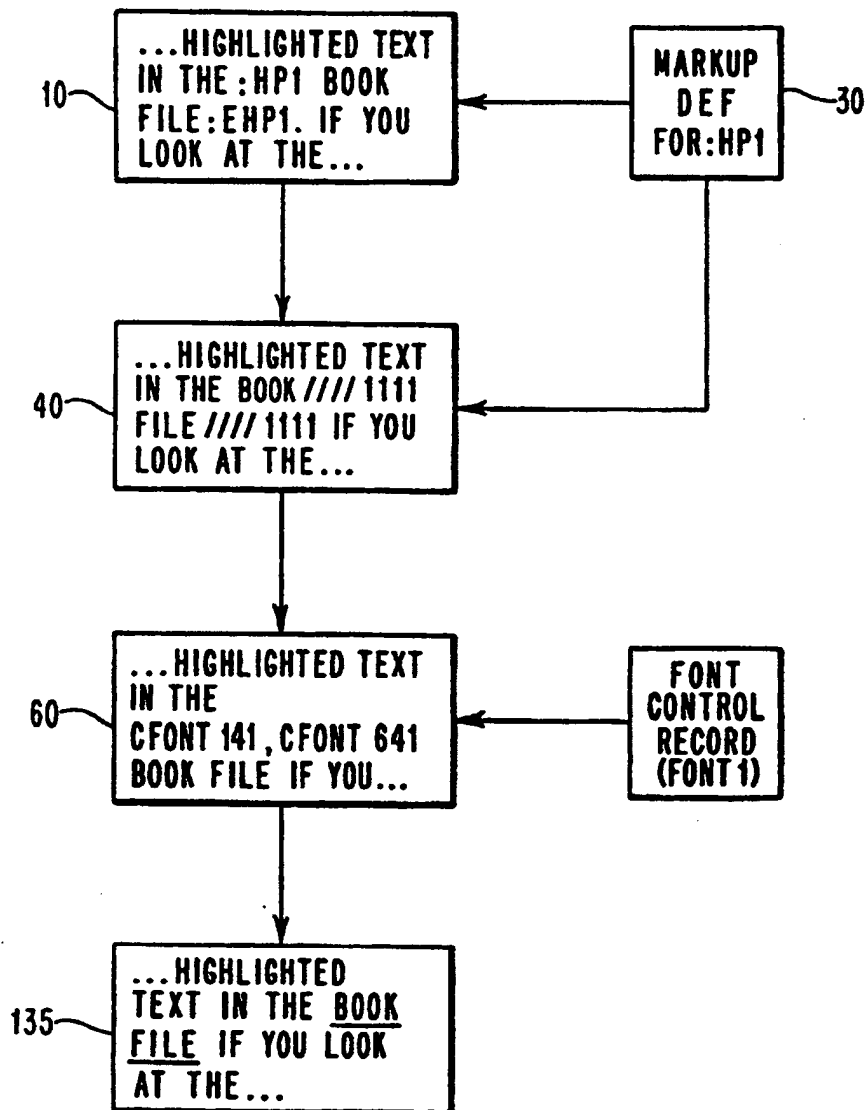 ...HIGHLIGHTED TEXT
IN THE :HP1 BOOK
FILE:EHP1. IF YOU
LOOK AT THE...
10
MARKUP
DEF
FOR:HP1
30
...HIGHLIGHTED TEXT
IN THE BOOK //// 1111
FILE //// 1111 IF YOU
LOOK AT THE...
40
...HIGHLIGHTED TEXT
IN THE
CFONT 141, CFONT 641
BOOK FILE IF YOU...
60
FONT
CONTROL
RECORD
(FONT 1)
...HIGHLIGHTED
TEXT IN THE BOOK
FILE IF YOU LOOK
AT THE...
135